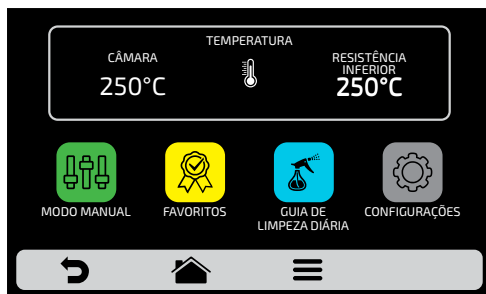 TEMPERATURA
CÂMARA
250°C
RESISTÊNCIA
INFERIOR
250°C
MODO MANUAL
FAVORITOS
GUIA DE
LIMPEZA DIÁRIA
CONFIGURAÇÕES